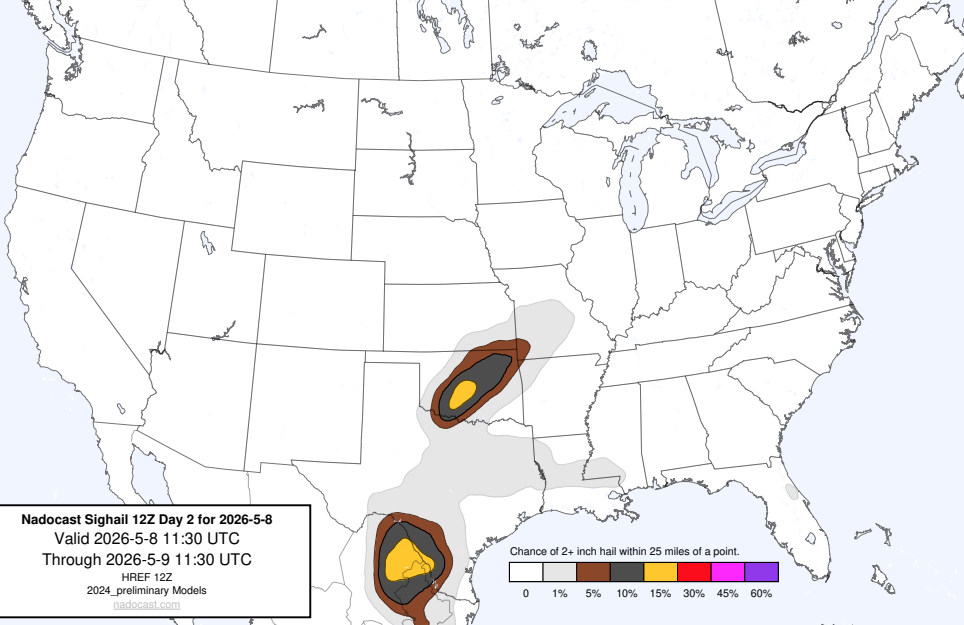 Nadocast Sighail 12Z Day 2 for 2026-5-8
Valid 2026-5-8 11:30 UTC
Through 2026-5-9 11:30 UTC
HREF 12Z
2024_preliminary Models
nadocast.com
Chance of 2+ inch hail within 25 miles of a point.
0 1% 5% 10% 15% 30% 45% 60%